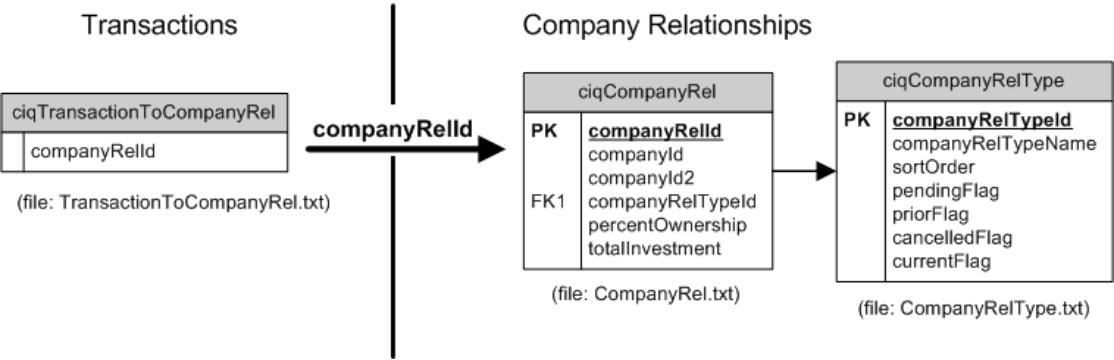 Transactions
Company Relationships
ciqTransactionToCompanyRel
companyRelId
(file: TransactionToCompanyRel.txt)
companyRelId
ciqCompanyRel
PK companyRelId
companyId
companyId2
FK1 companyRelTypeId
percentOwnership
totalInvestment
(file: CompanyRel.txt)
ciqCompanyRelType
PK companyRelTypeId
companyRelTypeName
sortOrder
pendingFlag
priorFlag
cancelledFlag
currentFlag
(file: CompanyRelType.txt)